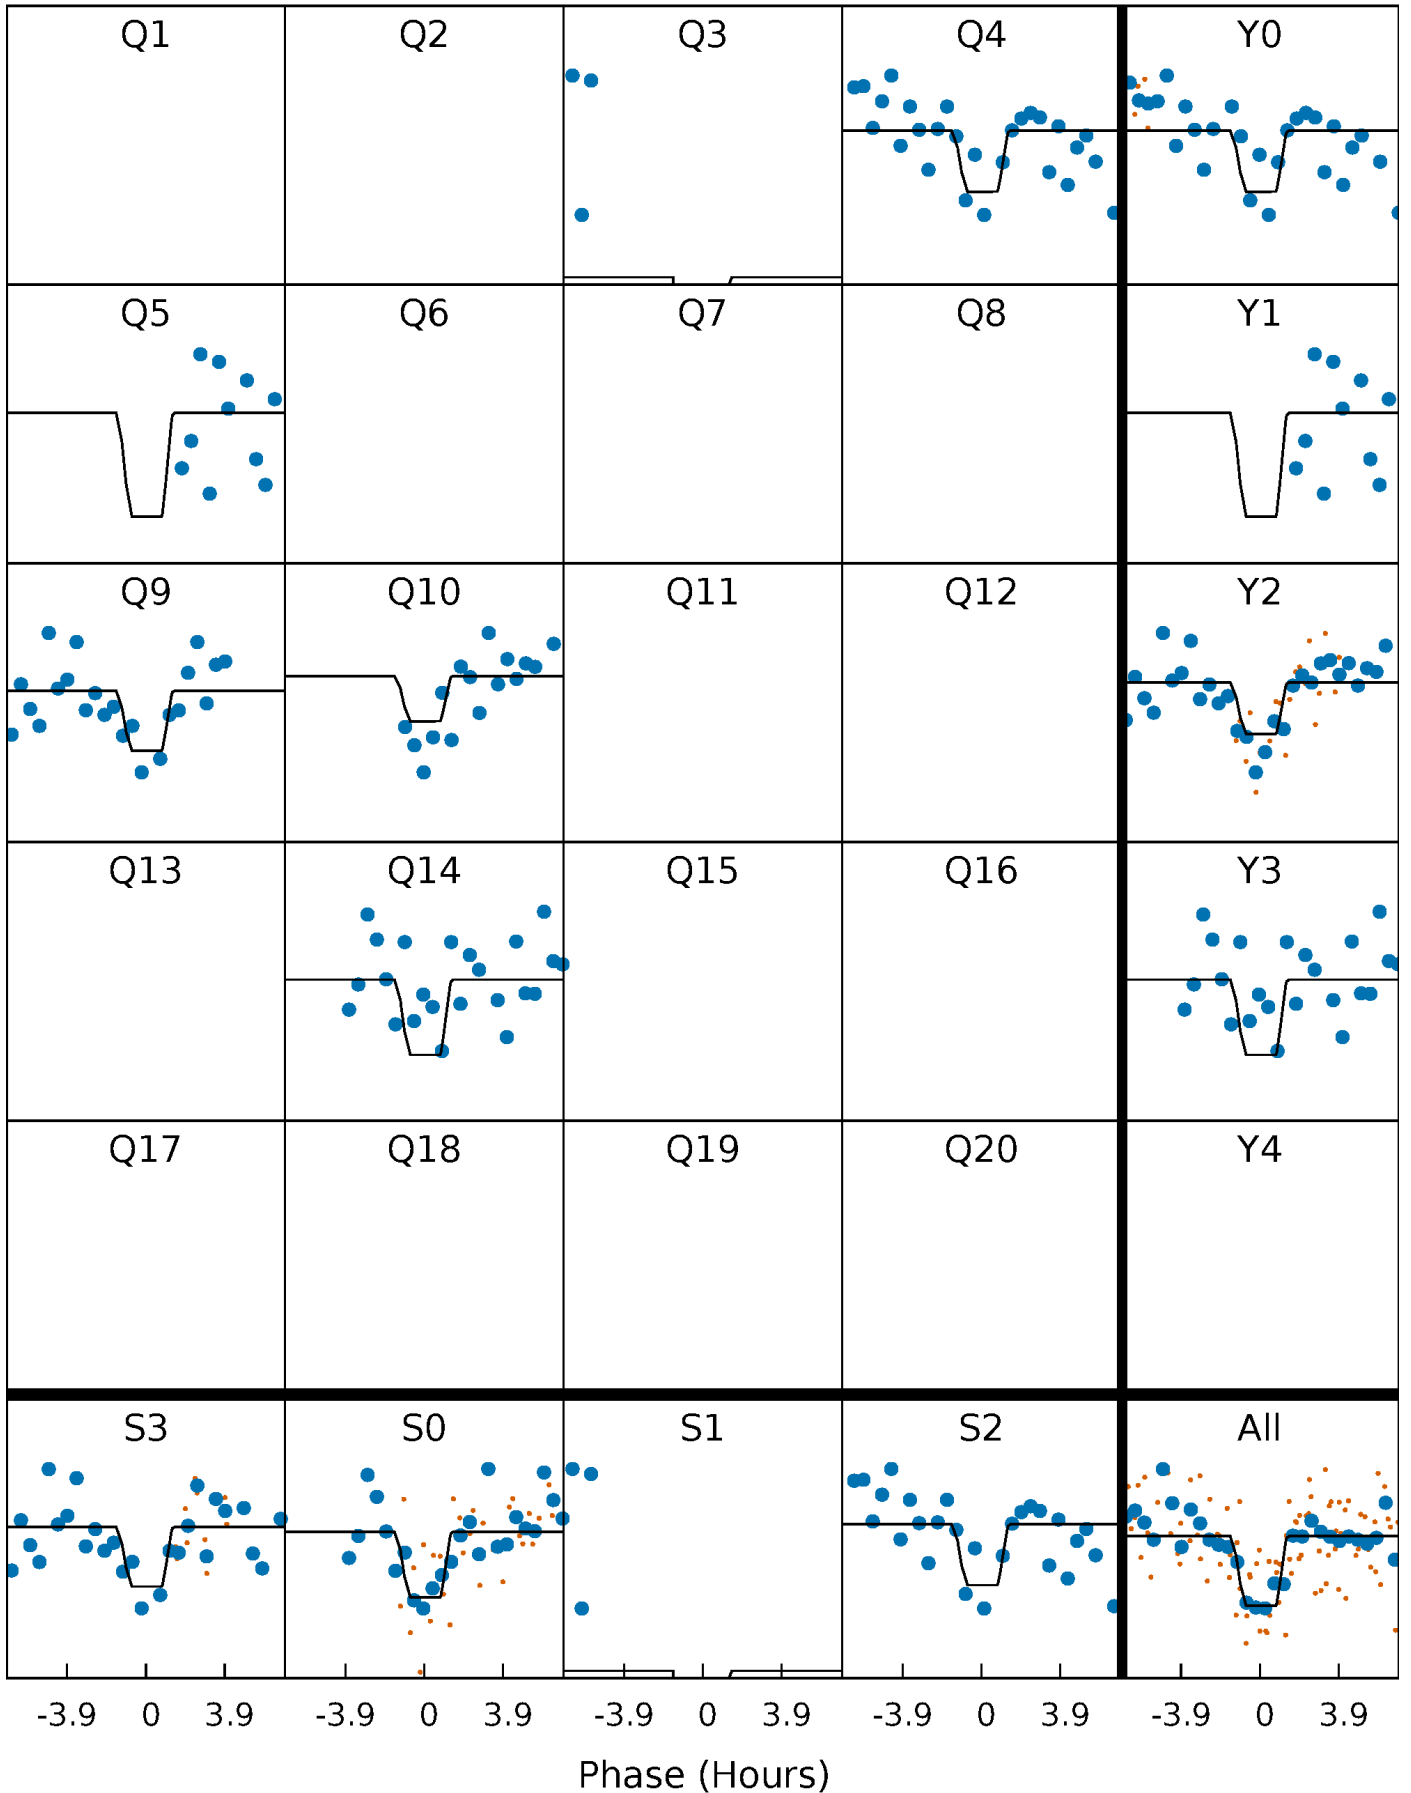 Q1 Q2 Q3 Q4 Y0
Q5 Q6 Q7 Q8 Y1
Q9 Q10 Q11 Q12 Y2
Q13 Q14 Q15 Q16 Y3
Q17 Q18 Q19 Q20 Y4
S3 S0 S1 S2 All
-3.9 0 3.9 -3.9 0 3.9 -3.9 0 3.9 -3.9 0 3.9 -3.9 0 3.9
Phase (Hours)